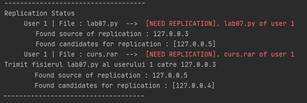 ----------------------------------
Replication Status
User 1 | File : lab07.py  --> [NEED REPLICATION]. lab07.py of user 1
Found source of replication : 127.0.0.3
Found candidates for replication : [127.0.0.5]
User 1 | File : curs.rar  --> [NEED REPLICATION]. curs.rar of user 1
Trimit fisierul lab07.py al userului 1 catre 127.0.0.3
Found source of replication : 127.0.0.5
Found candidates for replication : [127.0.0.4]
----------------------------------